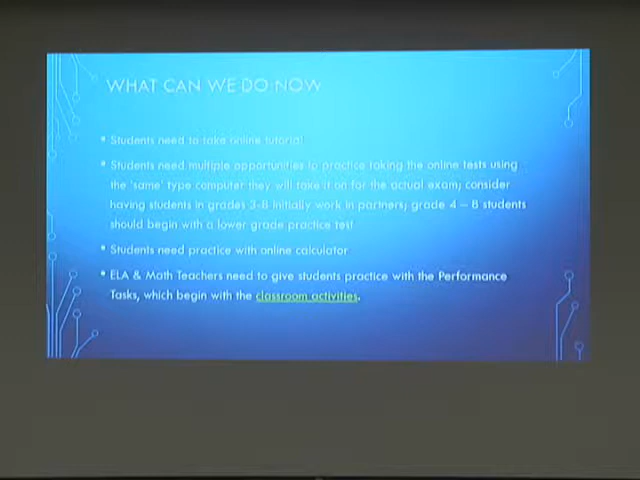 WHAT CAN WE DO NOW
• Students need to take online tutorial
• Students need multiple opportunities to practice taking the online tests using
the 'same' type computer they will take it on for the actual exam; consider
having students in grades 3-8 initially work in partners; grade 4 – 8 students
should begin with a lower grade practice test
• Students need practice with online calculator
• ELA & Math Teachers need to give students practice with the Performance
Tasks, which begin with the classroom activities.